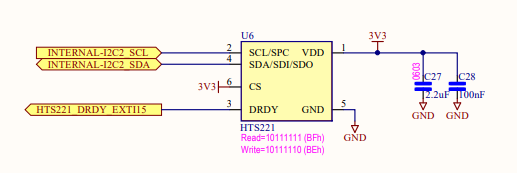 U6
3V3
INTERNAL-I2C2_SCL
2
SCL/SPC
VDD
1
INTERNAL-I2C2_SDA
4
SDA/SDI/SDO
3V3
6
CS
0603
C27
C28
2.2uF
100nF
HTS221_DRDY_EXTI15
3
DRDY
GND
5
GND
GND
HTS221
GND
Read=10111111 (BFh)
Write=10111110 (BEh)